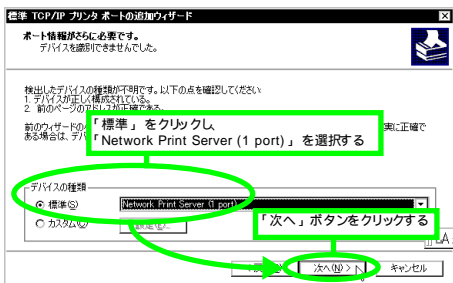 標準 TCP/IP プリンタ ポートの追加ウィザード
ポート情報がさらに必要です。
デバイスを識別できませんでした。
検出したデバイスの種類が不明です。以下の点を確認してください:
1. デバイスが正しく構成されている。
2. 前のページのアドレスが正確である。
前のウィザードの
実に正確で
ある場合は、デバ
「標準」をクリックし、
「Network Print Server (1 port)」を選択する
デバイスの種類
標準(S)
Network Print Server (1 port)
カスタム(C)
設定(E)...
「次へ」ボタンをクリックする
次へ(N) >
キャンセル